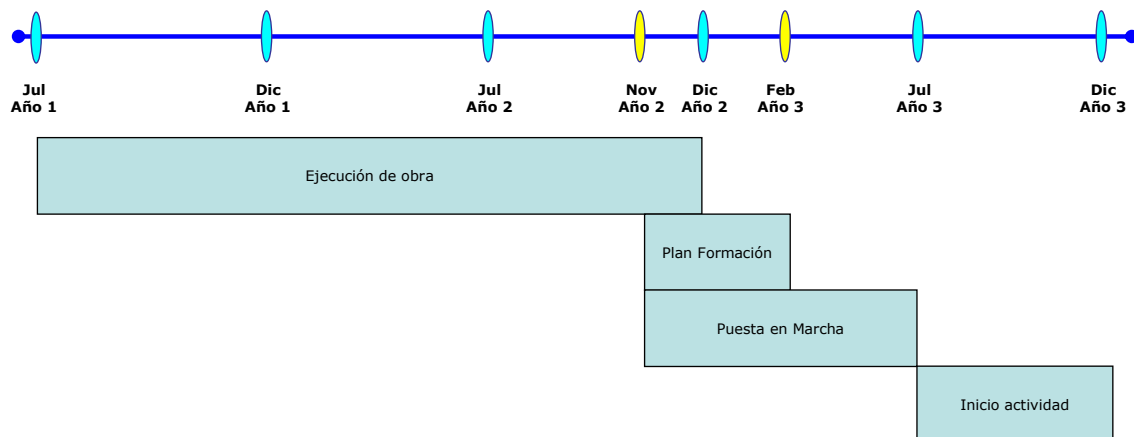 Jul
Año 1
Dic
Año 1
Jul
Año 2
Nov
Año 2
Dic
Año 2
Feb
Año 3
Jul
Año 3
Dic
Año 3
Ejecución de obra
Plan Formación
Puesta en Marcha
Inicio actividad